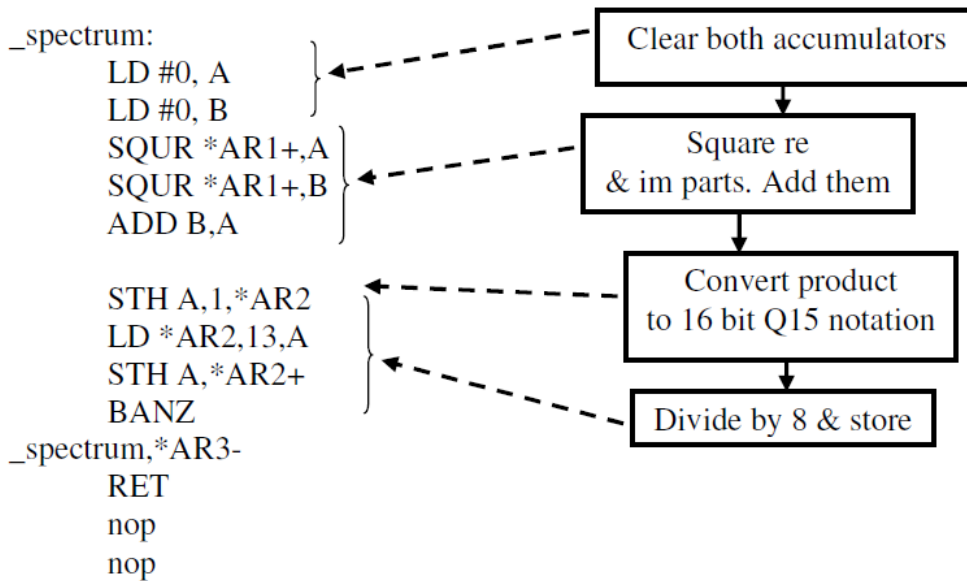 _spectrum:
LD #0, A
LD #0, B
SQUR *AR1+,A
SQUR *AR1+,B
ADD B,A
STH A,1,*AR2
LD *AR2,13,A
STH A,*AR2+
BANZ
_spectrum,*AR3-
RET
nop
nop
Clear both accumulators
Square re
& im parts. Add them
Convert product
to 16 bit Q15 notation
Divide by 8 & store